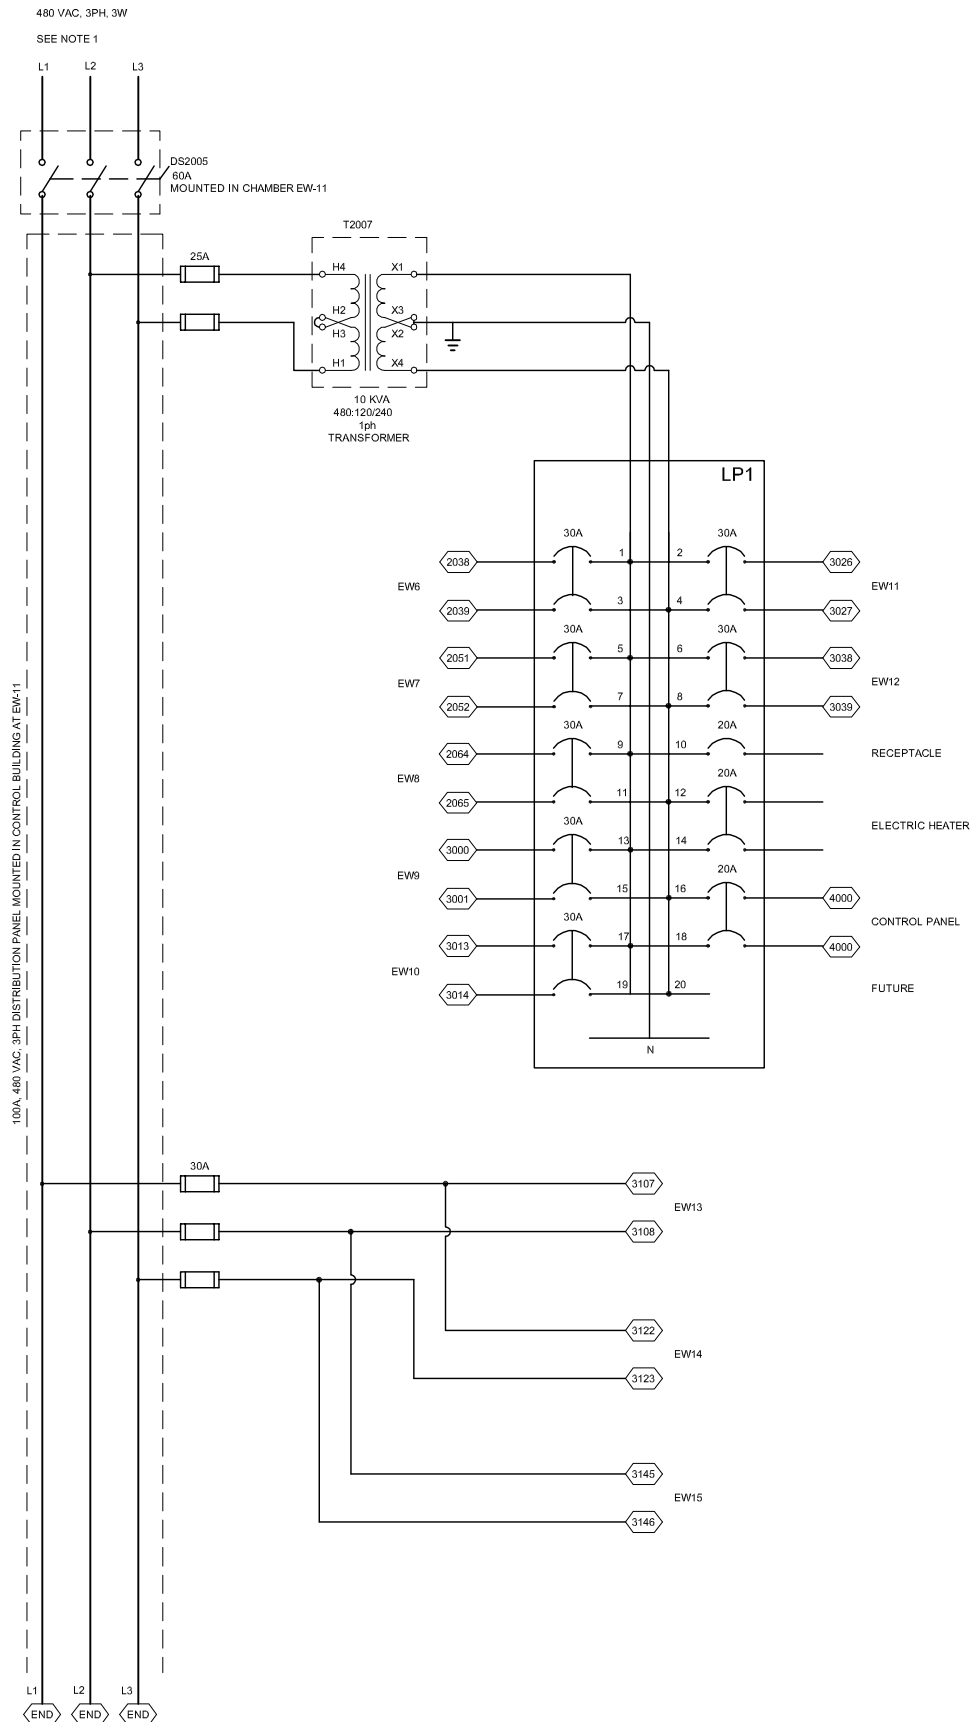 480 VAC, 3PH, 3W
SEE NOTE 1
L1 L2 L3
DS2005
60A
MOUNTED IN CHAMBER EW-11
T2007
25A
H4 X1
H2 X3
H3 X2
H1 X4
10 KVA
480:120/240
1ph
TRANSFORMER
LP1
30A 30A
2038 1 2 3026
EW6 EW11
2039 3 4 3027
30A 30A
2051 5 6 3038
EW7 EW12
2052 7 8 3039
30A 20A
2064 9 10 RECEPTACLE
EW8 20A
2065 11 12
30A ELECTRIC HEATER
3000 13 14
EW9 20A
3001 15 16 4000
30A CONTROL PANEL
3013 17 18 4000
EW10
3014 19 20 FUTURE
N
100A, 480 VAC, 3PH DISTRIBUTION PANEL MOUNTED IN CONTROL BUILDING AT EW-11
30A
3107
EW13
3108
3122
EW14
3123
3145
EW15
3146
L1 L2 L3
END END END